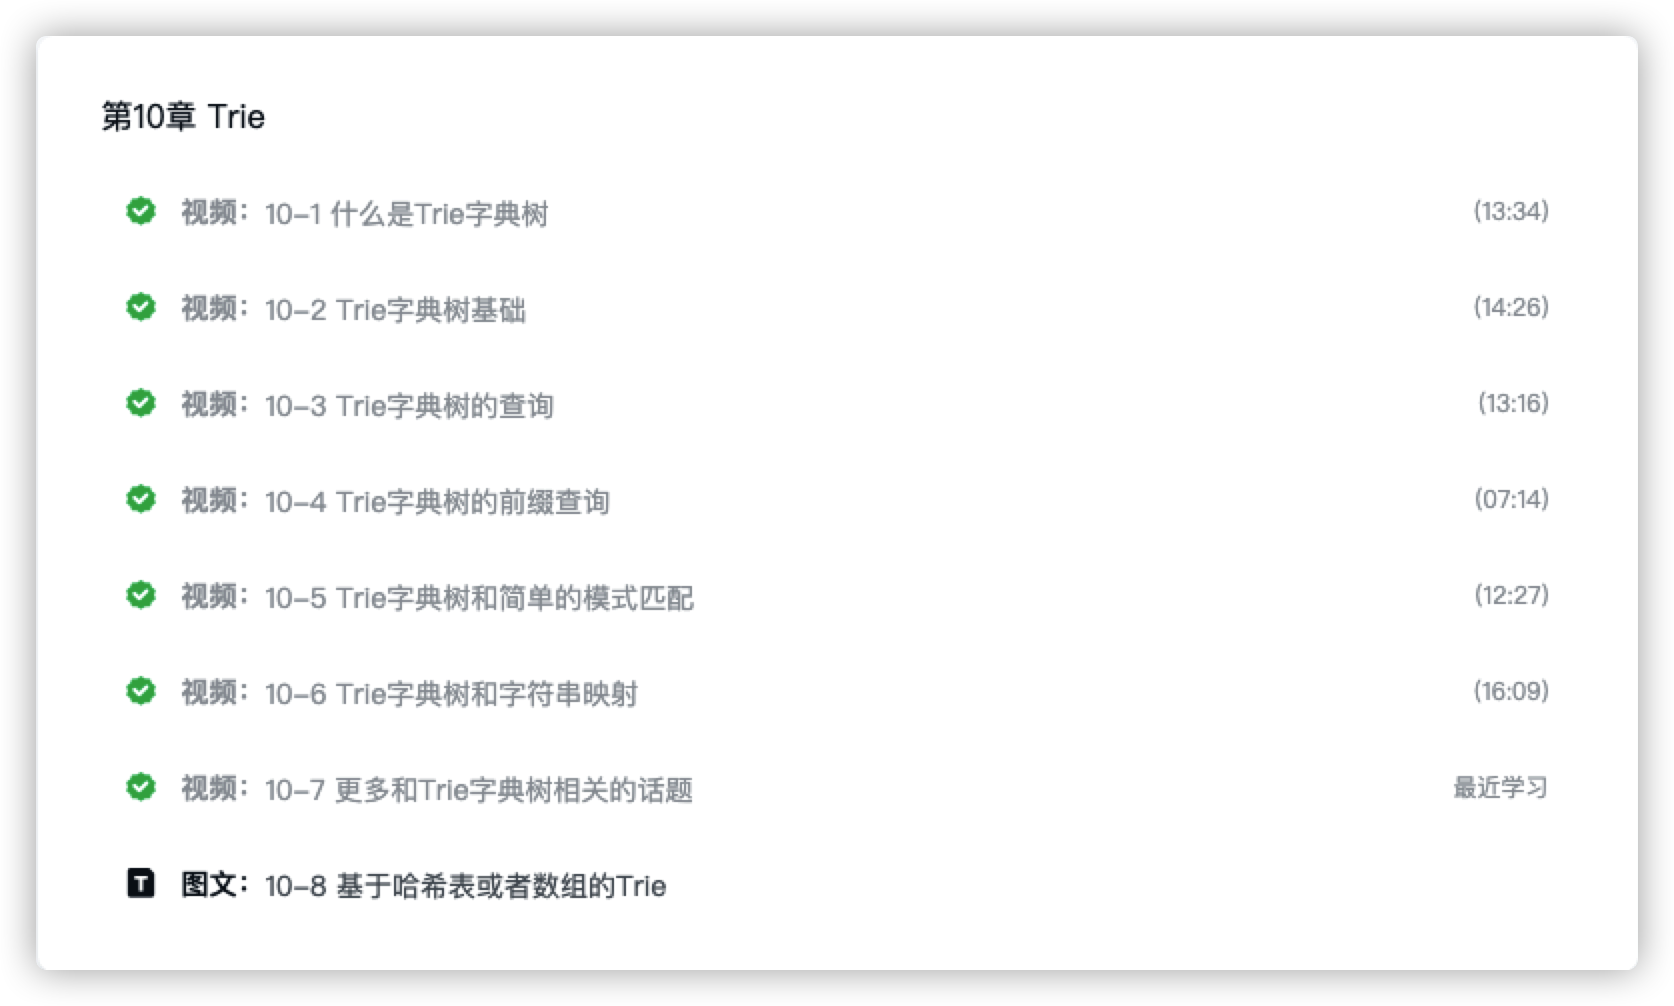 第10章 Trie
视频： 10-1 什么是Trie字典树 (13:34)
视频： 10-2 Trie字典树基础 (14:26)
视频： 10-3 Trie字典树的查询 (13:16)
视频： 10-4 Trie字典树的前缀查询 (07:14)
视频： 10-5 Trie字典树和简单的模式匹配 (12:27)
视频： 10-6 Trie字典树和字符串映射 (16:09)
视频： 10-7 更多和Trie字典树相关的话题 最近学习
T 图文： 10-8 基于哈希表或者数组的Trie